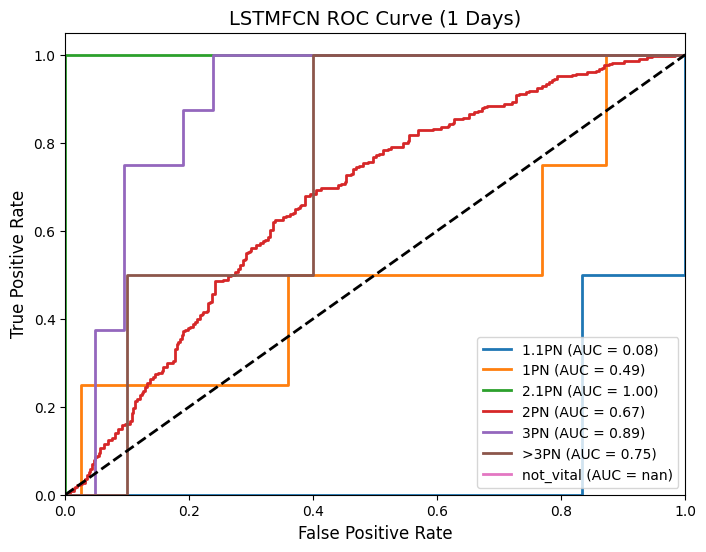 LSTMFCN ROC Curve (1 Days)
True Positive Rate
1.0
0.8
0.6
0.4
0.2
0.0
1.1PN (AUC = 0.08)
1PN (AUC = 0.49)
2.1PN (AUC = 1.00)
2PN (AUC = 0.67)
3PN (AUC = 0.89)
>3PN (AUC = 0.75)
not_vital (AUC = nan)
0.0 0.2 0.4 0.6 0.8 1.0
False Positive Rate